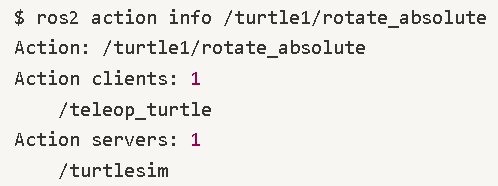 $ ros2 action info /turtle1/rotate_absolute
Action: /turtle1/rotate_absolute
Action clients: 1
    /teleop_turtle
Action servers: 1
    /turtlesim